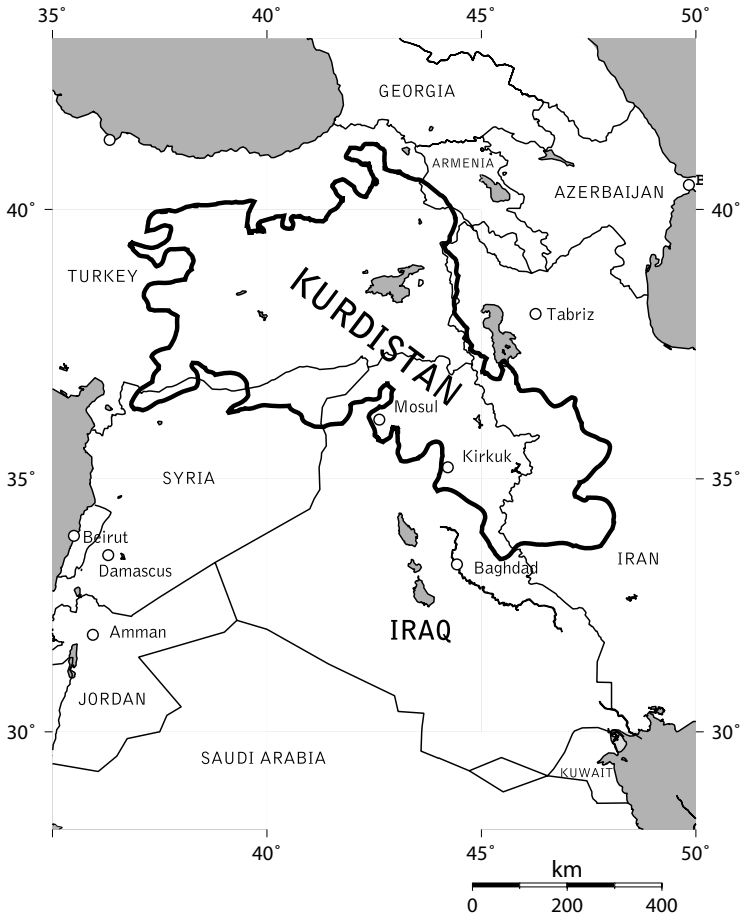 35° 40° 45° 50°
GEORGIA
ARMENIA
AZERBAIJAN
40° 40°
TURKEY
KURDISTAN
Tabriz
Mosul
Kirkuk
35° 35°
SYRIA
Beirut
Damascus
IRAN
Baghdad
Amman
IRAQ
JORDAN
30° 30°
SAUDI ARABIA
KUWAIT
35° 40° 45° 50°
km
0 200 400